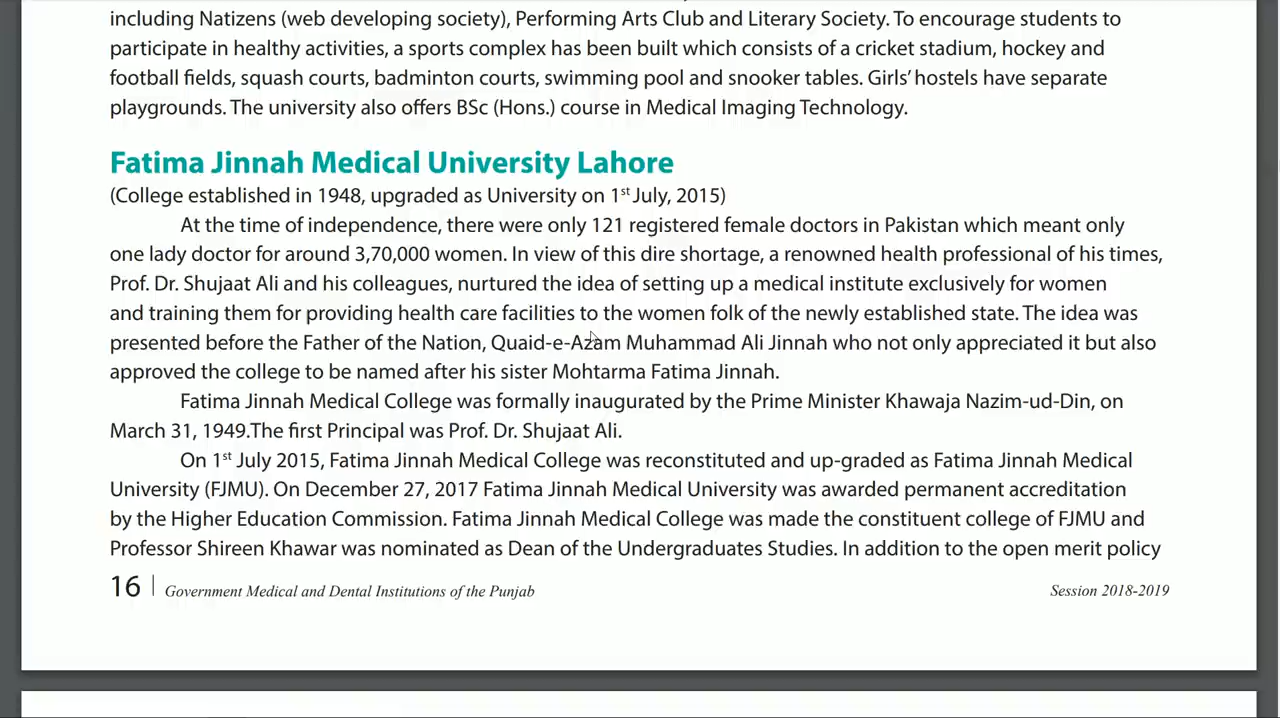 including Natizens (web developing society), Performing Arts Club and Literary Society. To encourage students to
participate in healthy activities, a sports complex has been built which consists of a cricket stadium, hockey and
football fields, squash courts, badminton courts, swimming pool and snooker tables. Girls' hostels have separate
playgrounds. The university also offers BSc (Hons.) course in Medical Imaging Technology.
Fatima Jinnah Medical University Lahore
(College established in 1948, upgraded as University on 1st July, 2015)
At the time of independence, there were only 121 registered female doctors in Pakistan which meant only
one lady doctor for around 3,70,000 women. In view of this dire shortage, a renowned health professional of his times,
Prof. Dr. Shujaat Ali and his colleagues, nurtured the idea of setting up a medical institute exclusively for women
and training them for providing health care facilities to the women folk of the newly established state. The idea was
presented before the Father of the Nation, Quaid-e-Azam Muhammad Ali Jinnah who not only appreciated it but also
approved the college to be named after his sister Mohtarma Fatima Jinnah.
Fatima Jinnah Medical College was formally inaugurated by the Prime Minister Khawaja Nazim-ud-Din, on
March 31, 1949.The first Principal was Prof. Dr. Shujaat Ali.
On 1st July 2015, Fatima Jinnah Medical College was reconstituted and up-graded as Fatima Jinnah Medical
University (FJMU). On December 27, 2017 Fatima Jinnah Medical University was awarded permanent accreditation
by the Higher Education Commission. Fatima Jinnah Medical College was made the constituent college of FJMU and
Professor Shireen Khawar was nominated as Dean of the Undergraduates Studies. In addition to the open merit policy
16 | Government Medical and Dental Institutions of the Punjab Session 2018-2019